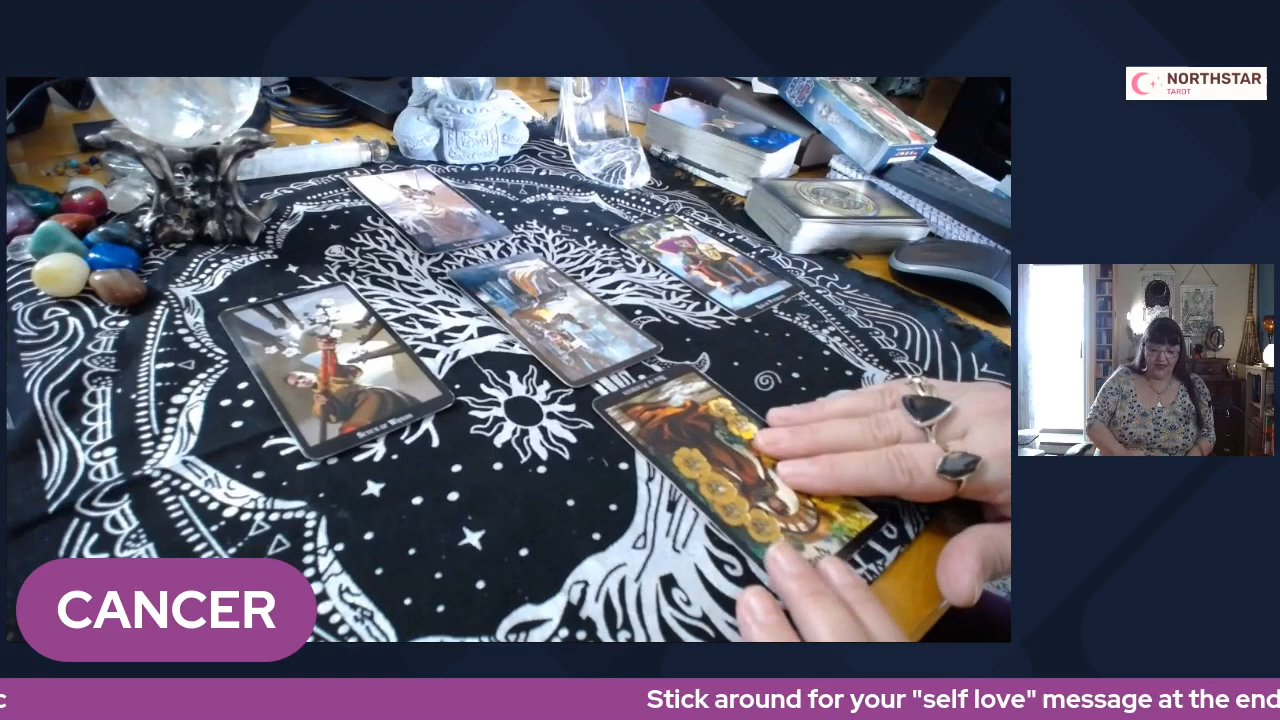 NORTHSTAR
TAROT
CANCER
c
Stick around for your "self love" message at the end